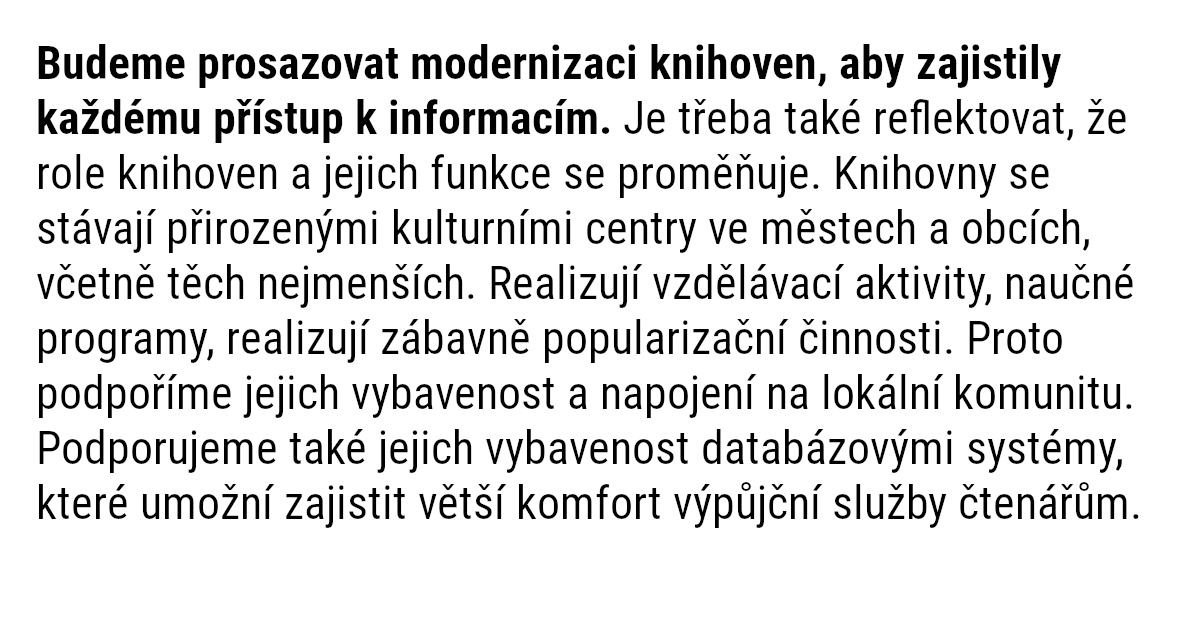 Budeme prosazovat modernizaci knihoven, aby zajistily
každému přístup k informacím. Je třeba také reflektovat, že
role knihoven a jejich funkce se proměňuje. Knihovny se
stávají přirozenými kulturními centry ve městech a obcích,
včetně těch nejmenších. Realizují vzdělávací aktivity, naučné
programy, realizují zábavně popularizační činnosti. Proto
podpoříme jejich vybavenost a napojení na lokální komunitu.
Podporujeme také jejich vybavenost databázovými systémy,
které umožní zajistit větší komfort výpůjční služby čtenářům.